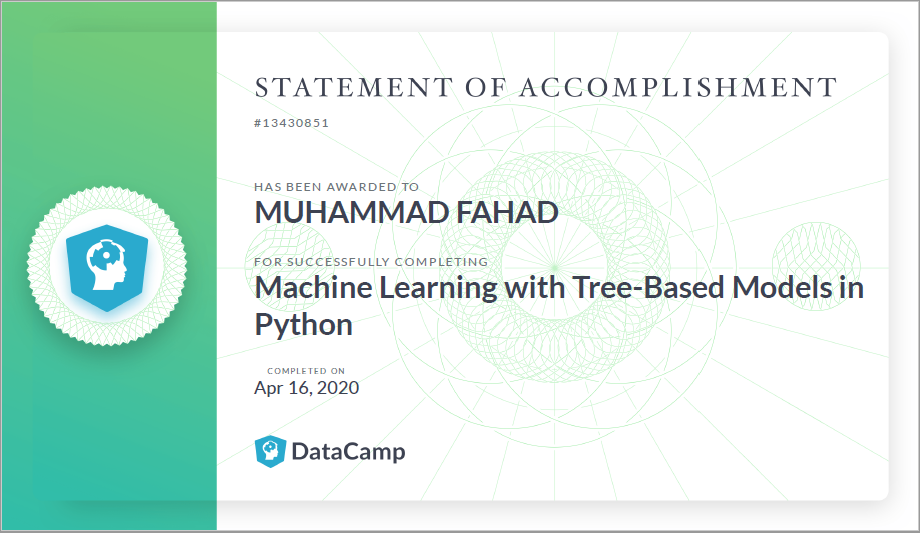 STATEMENT OF ACCOMPLISHMENT
#13430851
HAS BEEN AWARDED TO
MUHAMMAD FAHAD
FOR SUCCESSFULLY COMPLETING
Machine Learning with Tree-Based Models in
Python
COMPLETED ON
Apr 16, 2020
DataCamp